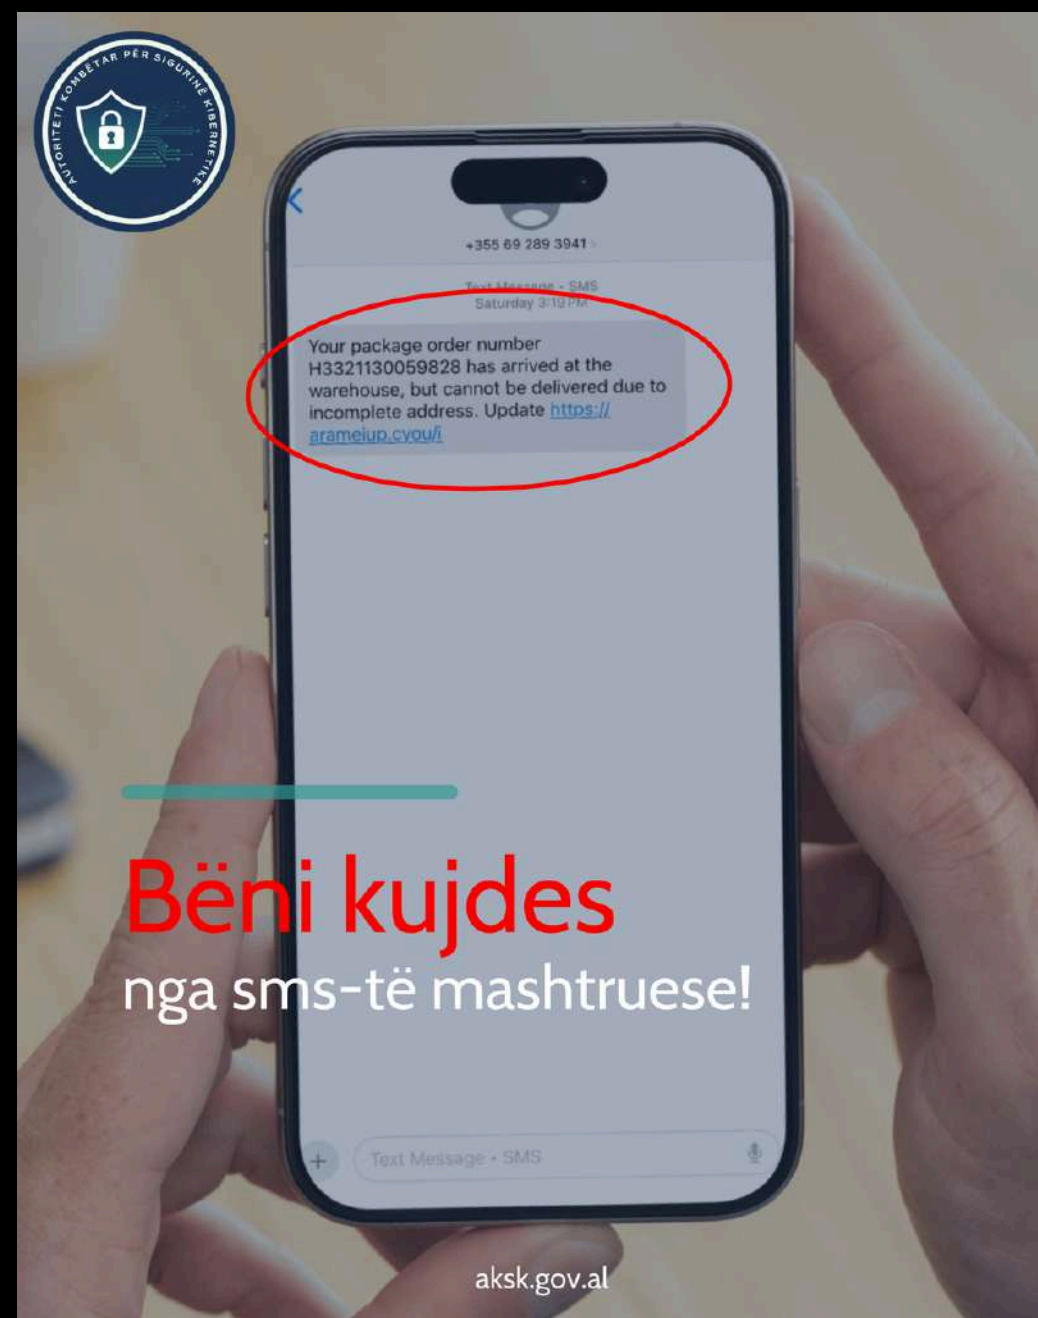 AUTORITETI KOMBËTAR PËR SIGURINË KIBERNETIKE
+355 69 289 3941 >
Text Message • SMS
Saturday 3:19 PM
Your package order number
H3321130059828 has arrived at the
warehouse, but cannot be delivered due to
incomplete address. Update https://
arameiup.cyou/i
Bëni kujdes
nga sms-të mashtruese!
Text Message • SMS
aksk.gov.al